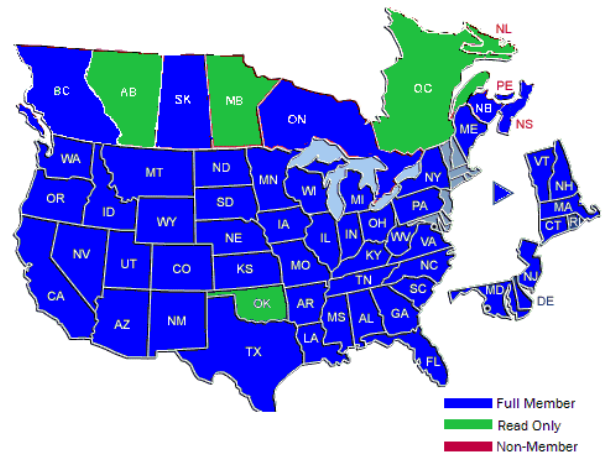 NL
BC
AB
SK
MB
ON
QC
PE
NB
NS
ME
WA
MT
ND
MN
OR
ID
WY
SD
WI
MI
NY
VT
NH
MA
CT
RI
NV
UT
CO
NE
IA
IL
IN
OH
PA
CA
KS
MO
KY
WV
VA
NJ
MD
DE
AZ
NM
OK
AR
TN
NC
SC
TX
LA
MS
AL
GA
FL
Full Member
Read Only
Non-Member